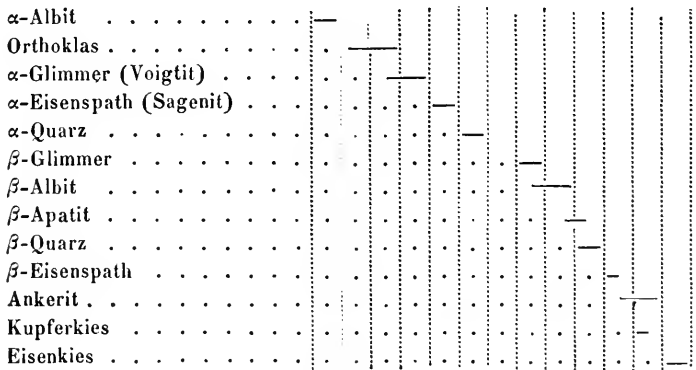 α-Albit
Orthoklas
α-Glimmer (Voigtit)
α-Eisenspath (Sagenit)
α-Quarz
β-Glimmer
β-Albit
β-Apatit
β-Quarz
β-Eisenspath
Ankerit
Kupferkies
Eisenkies